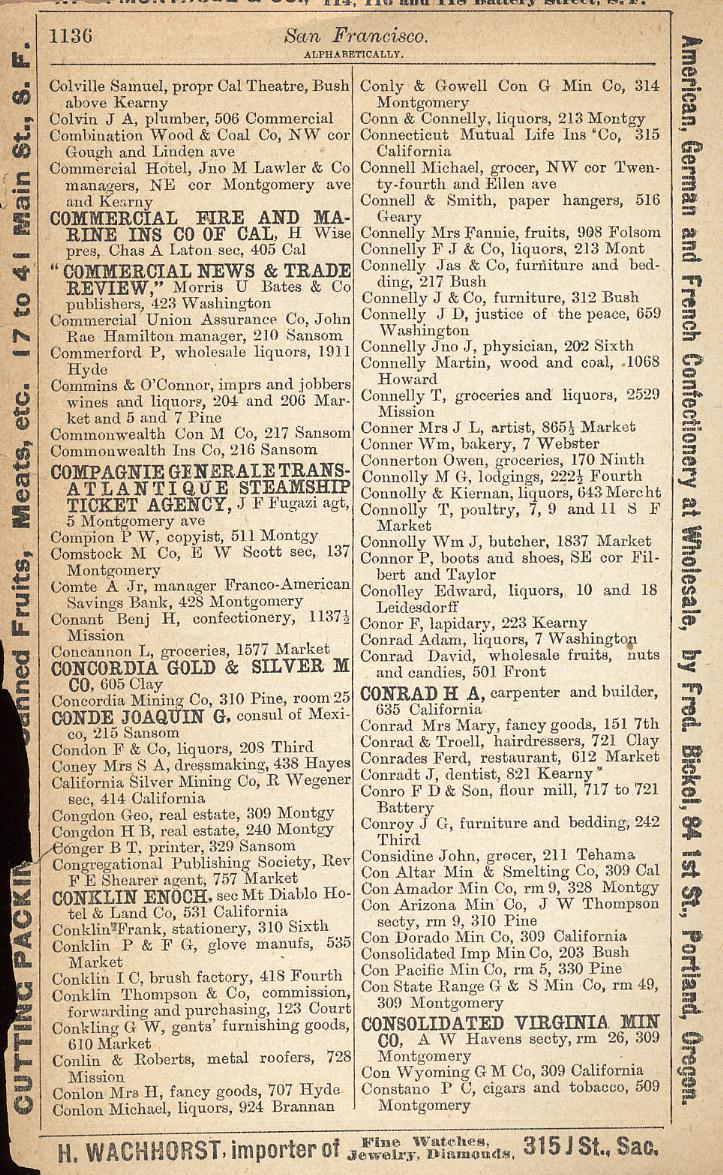 114, 116 and 118 Battery Street, S. F.
1136
San Francisco.
ALPHABETICALLY.
Colville Samuel, propr Cal Theatre, Bush
above Kearny
Colvin J A, plumber, 506 Commercial
Combination Wood & Coal Co, NW cor
Gough and Linden ave
Commercial Hotel, Jno M Lawler & Co
managers, NE cor Montgomery ave
and Kearny
COMMERCIAL FIRE AND MA-
RINE INS CO OF CAL, H Wise
pres, Chas A Laton sec, 405 Cal
"COMMERCIAL NEWS & TRADE
REVIEW," Morris U Bates & Co
publishers, 423 Washington
Commercial Union Assurance Co, John
Rae Hamilton manager, 210 Sansom
Commerford P, wholesale liquors, 1911
Hyde
Commins & O'Connor, imprs and jobbers
wines and liquors, 204 and 206 Mar-
ket and 5 and 7 Pine
Commonwealth Con M Co, 217 Sansom
Commonwealth Ins Co, 216 Sansom
COMPAGNIE GENERALE TRANS-
ATLANTIQUE STEAMSHIP
TICKET AGENCY, J F Fugazi agt,
5 Montgomery ave
Compion P W, copyist, 511 Montgy
Comstock M Co, E W Scott sec, 137
Montgomery
Comte A Jr, manager Franco-American
Savings Bank, 428 Montgomery
Conant Benj H, confectionery, 1137½
Mission
Concannon L, groceries, 1577 Market
CONCORDIA GOLD & SILVER M
CO, 605 Clay
Concordia Mining Co, 310 Pine, room 25
CONDE JOAQUIN G, consul of Mexi-
co, 215 Sansom
Condon F & Co, liquors, 208 Third
Coney Mrs S A, dressmaking, 438 Hayes
California Silver Mining Co, R Wegener
sec, 414 California
Congdon Geo, real estate, 309 Montgy
Congdon H B, real estate, 240 Montgy
Conger B T, printer, 329 Sansom
Congregational Publishing Society, Rev
F E Shearer agent, 757 Market
CONKLIN ENOCH, sec Mt Diablo Ho-
tel & Land Co, 531 California
Conklin Frank, stationery, 310 Sixth
Conklin P & F G, glove manufs, 535
Market
Conklin I C, brush factory, 418 Fourth
Conklin Thompson & Co, commission,
forwarding and purchasing, 123 Court
Conkling G W, gents' furnishing goods,
610 Market
Conlin & Roberts, metal roofers, 728
Mission
Conlon Mrs H, fancy goods, 707 Hyde
Conlon Michael, liquors, 924 Brannan
Conly & Gowell Con G Min Co, 314
Montgomery
Conn & Connelly, liquors, 213 Montgy
Connecticut Mutual Life Ins Co, 315
California
Connell Michael, grocer, NW cor Twen-
ty-fourth and Ellen ave
Connell & Smith, paper hangers, 516
Geary
Connelly Mrs Fannie, fruits, 908 Folsom
Connelly F J & Co, liquors, 213 Mont
Connelly Jas & Co, furniture and bed-
ding, 217 Bush
Connelly J & Co, furniture, 312 Bush
Connelly J D, justice of the peace, 659
Washington
Connelly Jno J, physician, 202 Sixth
Connelly Martin, wood and coal, 1068
Howard
Connelly T, groceries and liquors, 2529
Mission
Conner Mrs J L, artist, 865½ Market
Conner Wm, bakery, 7 Webster
Connerton Owen, groceries, 170 Ninth
Connolly M G, lodgings, 222½ Fourth
Connolly & Kiernan, liquors, 643 Mercht
Connolly T, poultry, 7, 9 and 11 S F
Market
Connolly Wm J, butcher, 1837 Market
Connor P, boots and shoes, SE cor Fil-
bert and Taylor
Conolley Edward, liquors, 10 and 18
Leidesdorff
Conor F, lapidary, 223 Kearny
Conrad Adam, liquors, 7 Washington
Conrad David, wholesale fruits, nuts
and candies, 501 Front
CONRAD H A, carpenter and builder,
635 California
Conrad Mrs Mary, fancy goods, 151 7th
Conrad & Troell, hairdressers, 721 Clay
Conrades Ferd, restaurant, 612 Market
Conradt J, dentist, 821 Kearny
Conro F D & Son, flour mill, 717 to 721
Battery
Conroy J G, furniture and bedding, 242
Third
Considine John, grocer, 211 Tehama
Con Altar Min & Smelting Co, 309 Cal
Con Amador Min Co, rm 9, 328 Montgy
Con Arizona Min Co, J W Thompson
secty, rm 9, 310 Pine
Con Dorado Min Co, 309 California
Consolidated Imp Min Co, 203 Bush
Con Pacific Min Co, rm 5, 330 Pine
Con State Range G & S Min Co, rm 49,
309 Montgomery
CONSOLIDATED VIRGINIA MIN
CO, A W Havens secty, rm 26, 309
Montgomery
Con Wyoming G M Co, 309 California
Constano P C, cigars and tobacco, 509
Montgomery
CUTTING PACKIN anned Fruits, Meats, etc. 17 to 41 Main St., S. F.
American, German and French Confectionery at Wholesale, by Fred. Bickel, 84 1st St., Portland, Oregon.
H. WACHHORST, importer of Fine Watches, Jewelry, Diamonds, 315 J St., Sac.